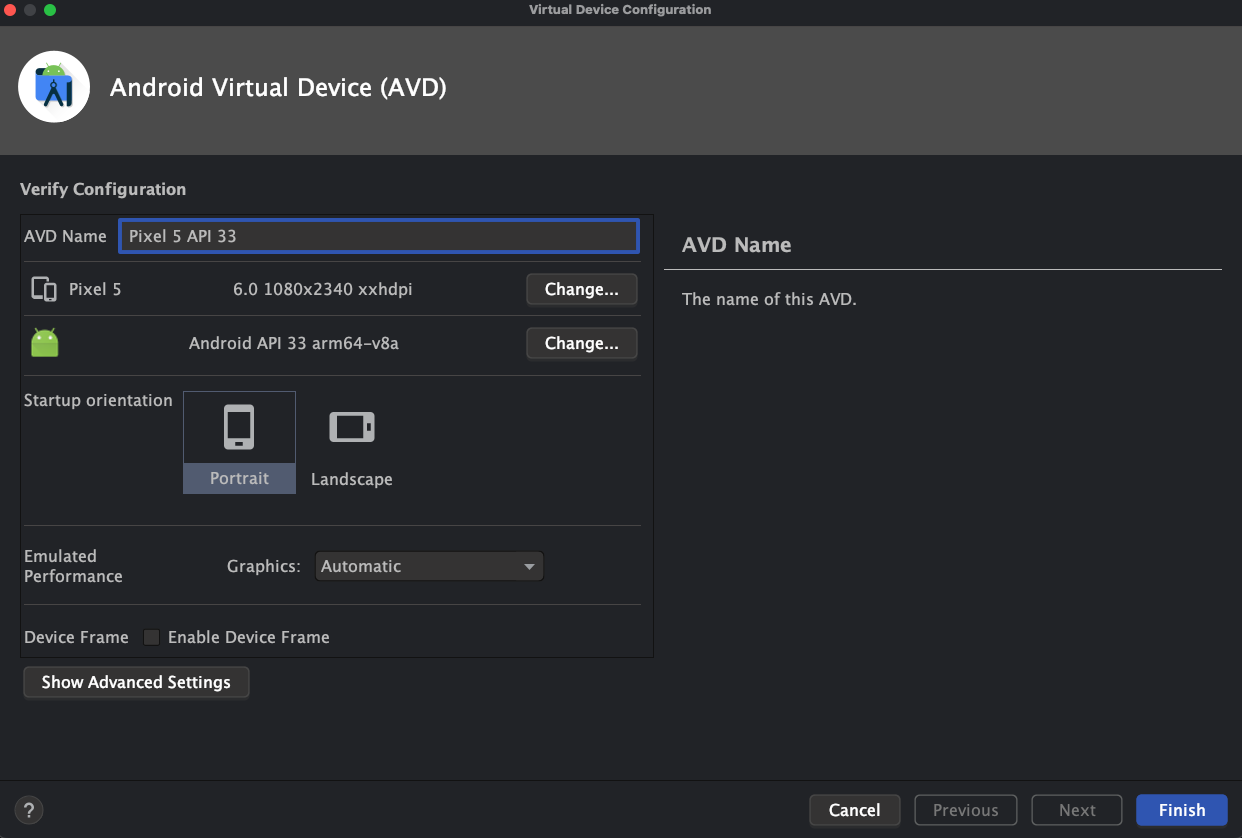 Virtual Device Configuration
Android Virtual Device (AVD)
Verify Configuration
AVD Name Pixel 5 API 33
Pixel 5 6.0 1080x2340 xxhdpi Change...
Android API 33 arm64-v8a Change...
Startup orientation
Portrait Landscape
Emulated
Performance
Graphics: Automatic
Device Frame Enable Device Frame
Show Advanced Settings
AVD Name
The name of this AVD.
? Cancel Previous Next Finish